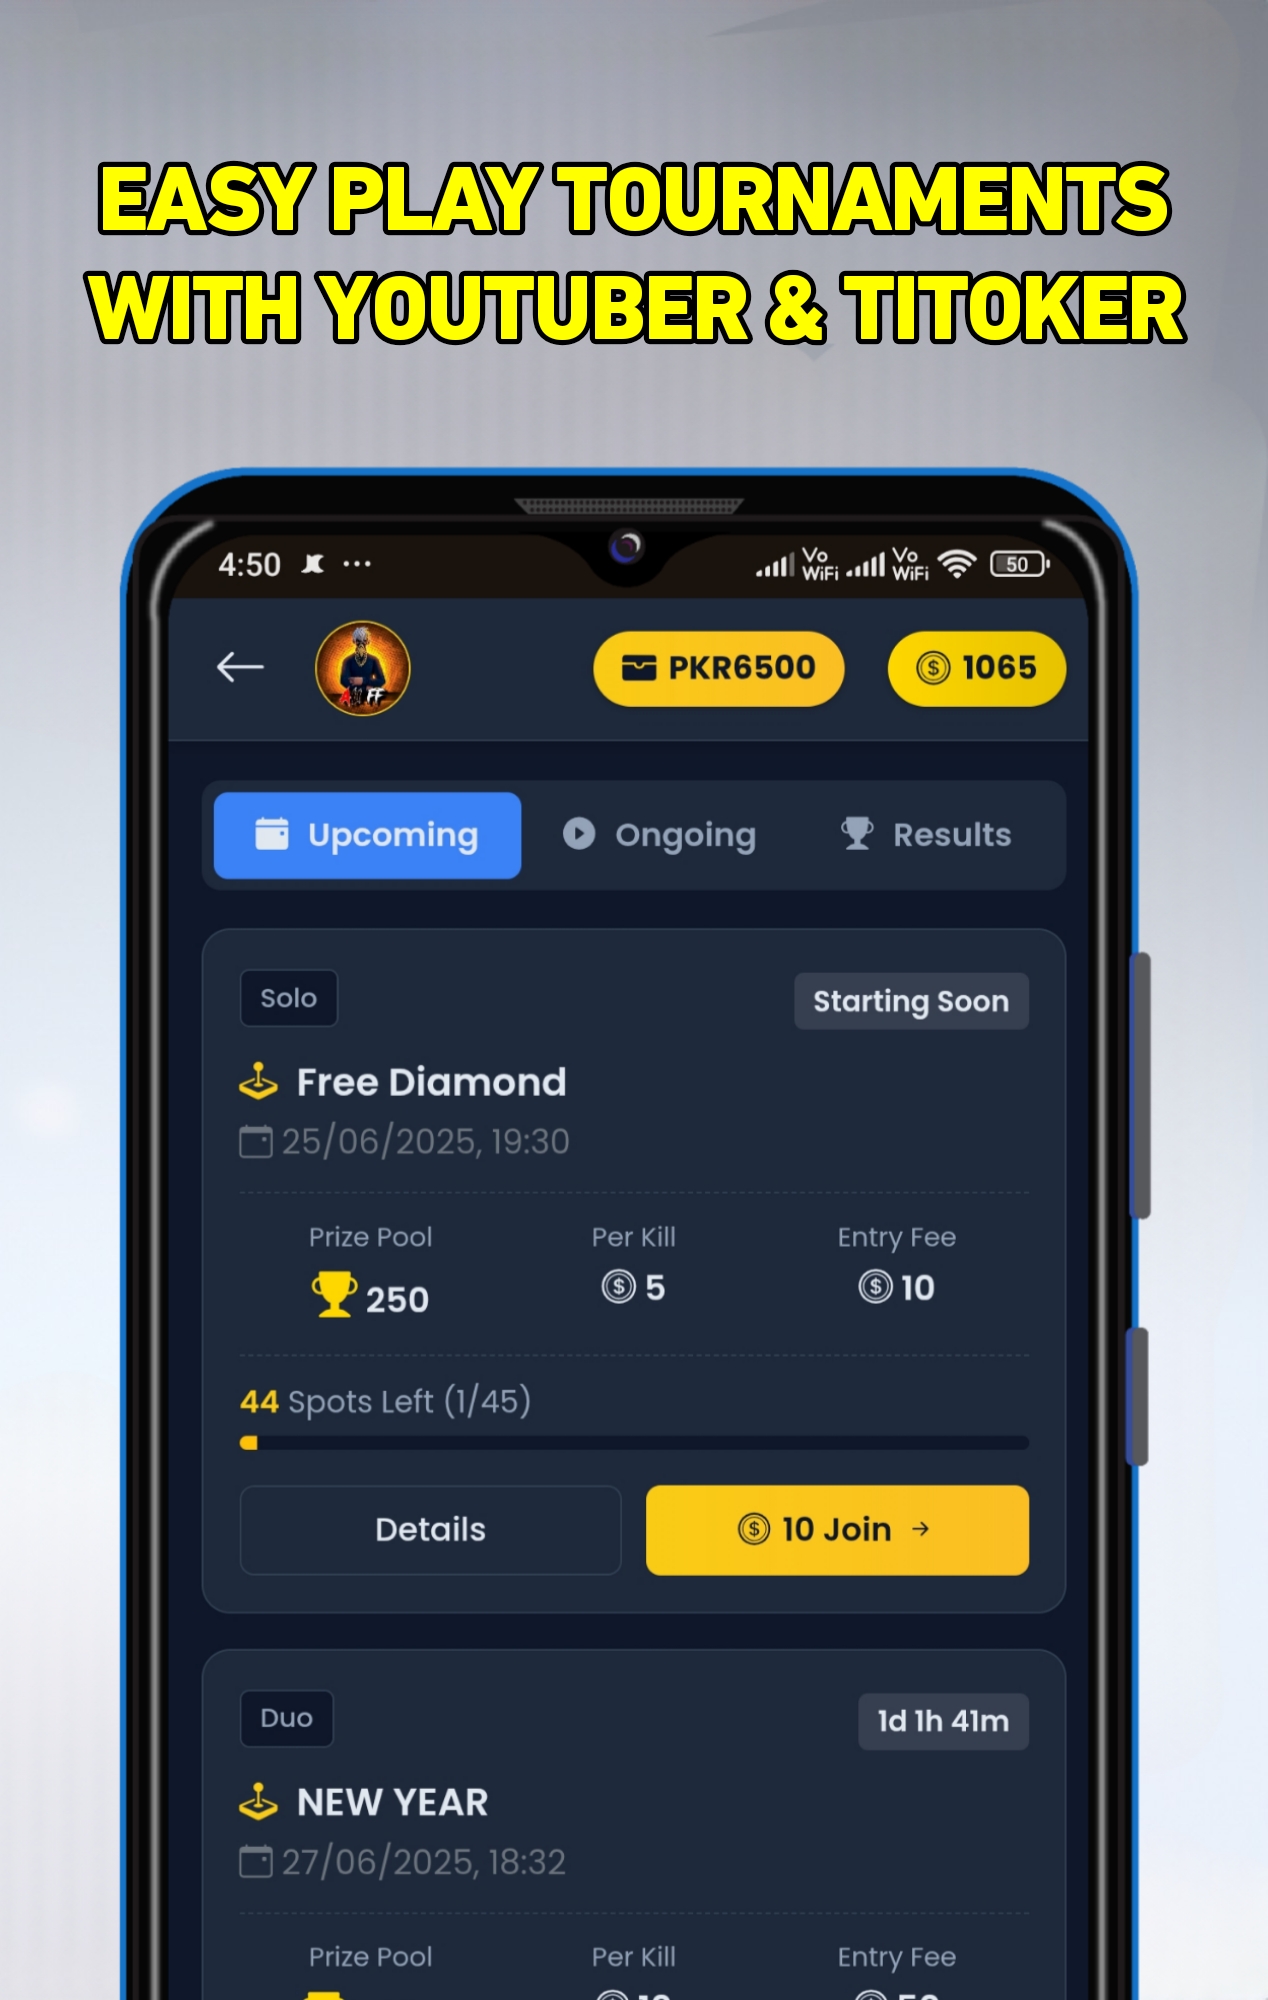 EASY PLAY TOURNAMENTS
WITH YOUTUBER & TITOKER
4:50
Vo WiFi
Vo WiFi
50
PKR6500
1065
Upcoming
Ongoing
Results
Solo
Starting Soon
Free Diamond
25/06/2025, 19:30
Prize Pool
Per Kill
Entry Fee
250
5
10
44 Spots Left (1/45)
Details
10 Join →
Duo
1d 1h 41m
NEW YEAR
27/06/2025, 18:32
Prize Pool
Per Kill
Entry Fee